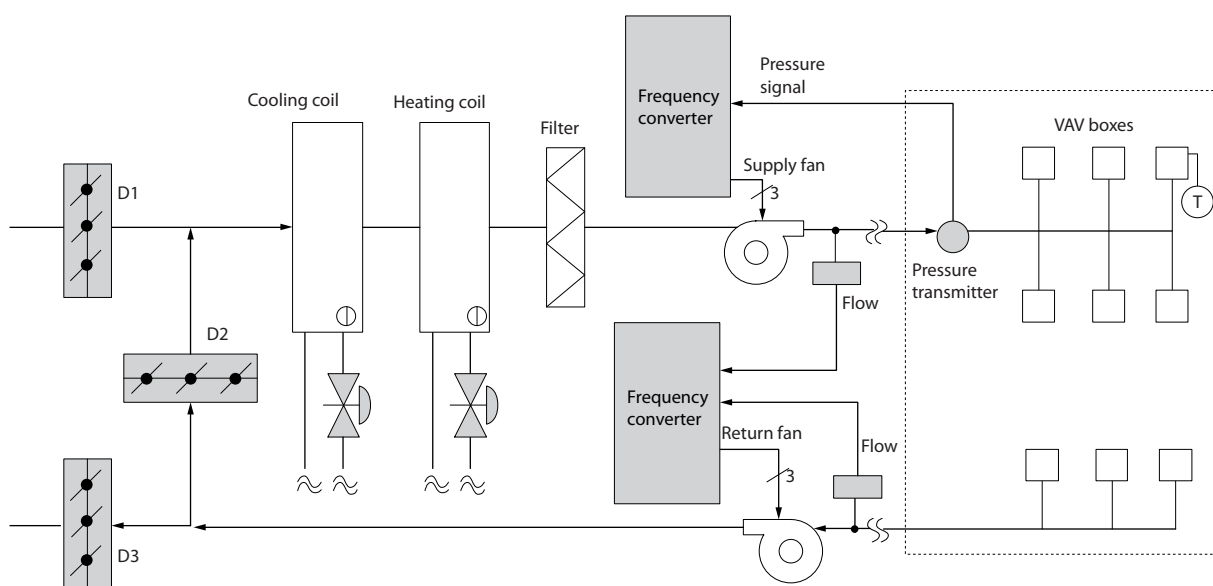 Cooling coil
Heating coil
Filter
Frequency
converter
Pressure
signal
VAV boxes
D1
Supply fan
3
T
Pressure
transmitter
Flow
D2
Frequency
converter
Return fan
3
Flow
D3